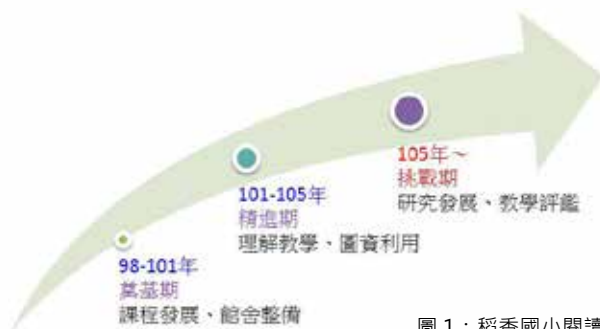 105年～
挑戰期
研究發展、教學評鑑
101-105年
精進期
理解教學、圖資利用
98-101年
奠基期
課程發展、館舍整備
圖 1：稻香國小閱讀